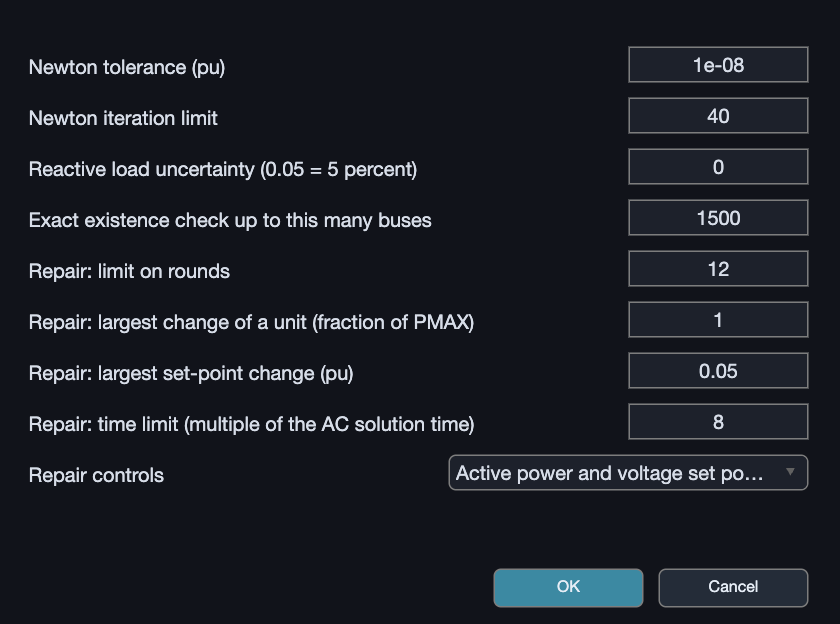 Newton tolerance (pu) 1e-08
Newton iteration limit 40
Reactive load uncertainty (0.05 = 5 percent) 0
Exact existence check up to this many buses 1500
Repair: limit on rounds 12
Repair: largest change of a unit (fraction of PMAX) 1
Repair: largest set-point change (pu) 0.05
Repair: time limit (multiple of the AC solution time) 8
Repair controls Active power and voltage set po...
OK Cancel